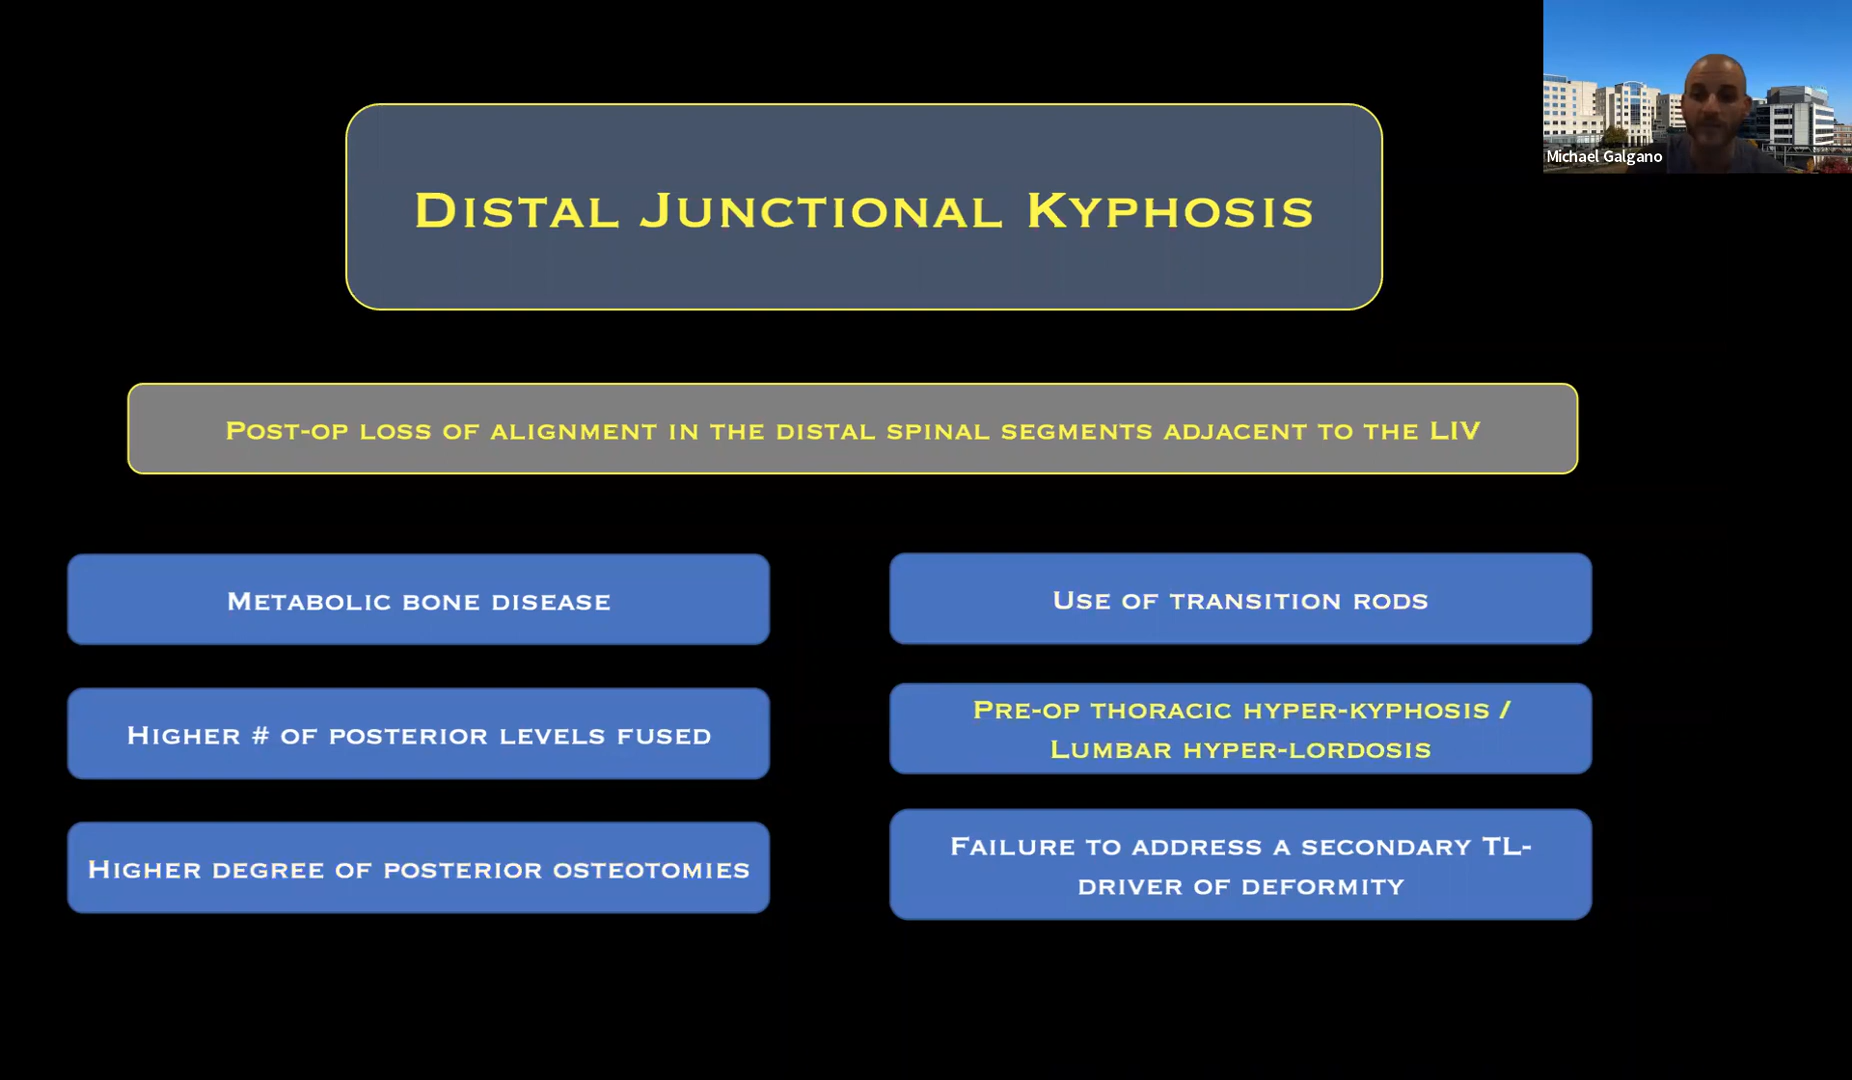 Michael Galgano
Distal Junctional Kyphosis
Post-op loss of alignment in the distal spinal segments adjacent to the LIV
Metabolic bone disease
Higher # of posterior levels fused
Higher degree of posterior osteotomies
Use of transition rods
Pre-op thoracic hyper-kyphosis /
Lumbar hyper-lordosis
Failure to address a secondary TL-
driver of deformity